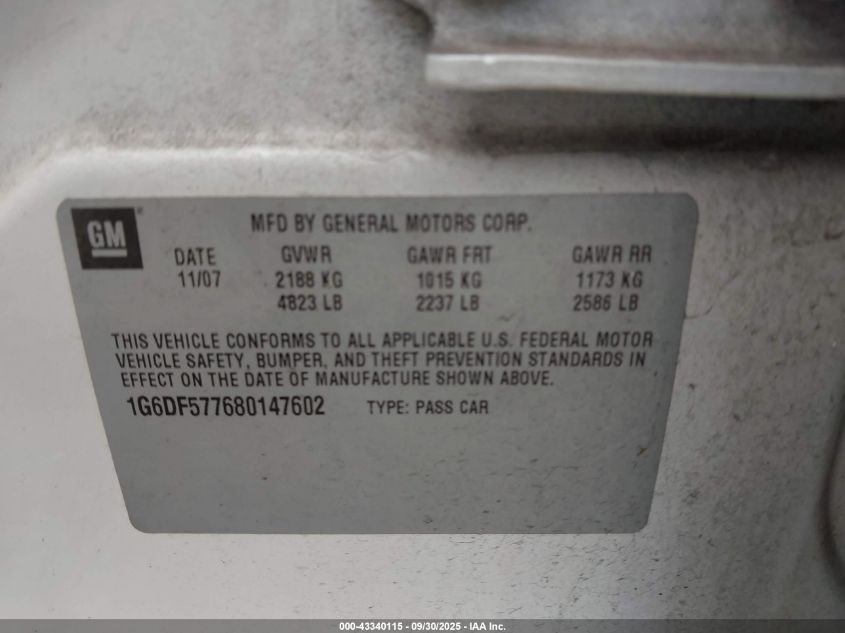 GM
MFD BY GENERAL MOTORS CORP.
DATE GVWR GAWR FRT GAWR RR
11/07 2188 KG 1015 KG 1173 KG
4823 LB 2237 LB 2586 LB
THIS VEHICLE CONFORMS TO ALL APPLICABLE U.S. FEDERAL MOTOR
VEHICLE SAFETY, BUMPER, AND THEFT PREVENTION STANDARDS IN
EFFECT ON THE DATE OF MANUFACTURE SHOWN ABOVE.
1G6DF577680147602 TYPE: PASS CAR
000-43340115 - 09/30/2025 - IAA Inc.